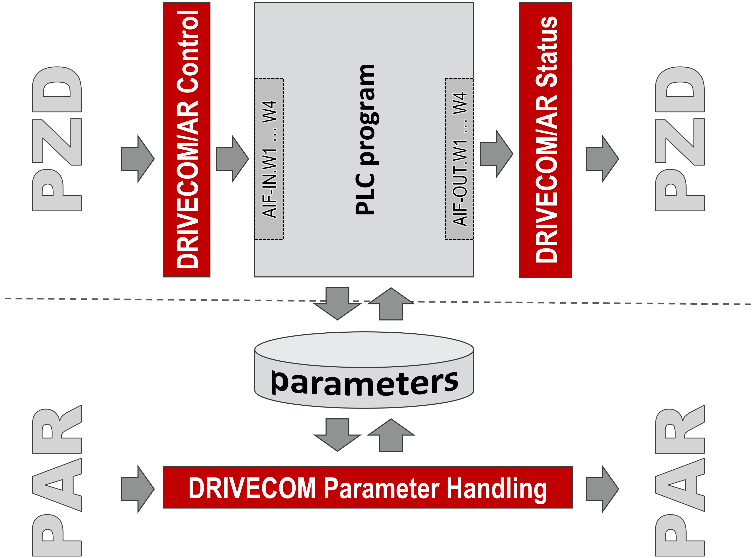 PZD
DRIVECOM/AR Control
AIF-IN.W1 ... W4
PLC program
AIF-OUT.W1 ... W4
DRIVECOM/AR Status
PZD
parameters
PAR
DRIVECOM Parameter Handling
PAR